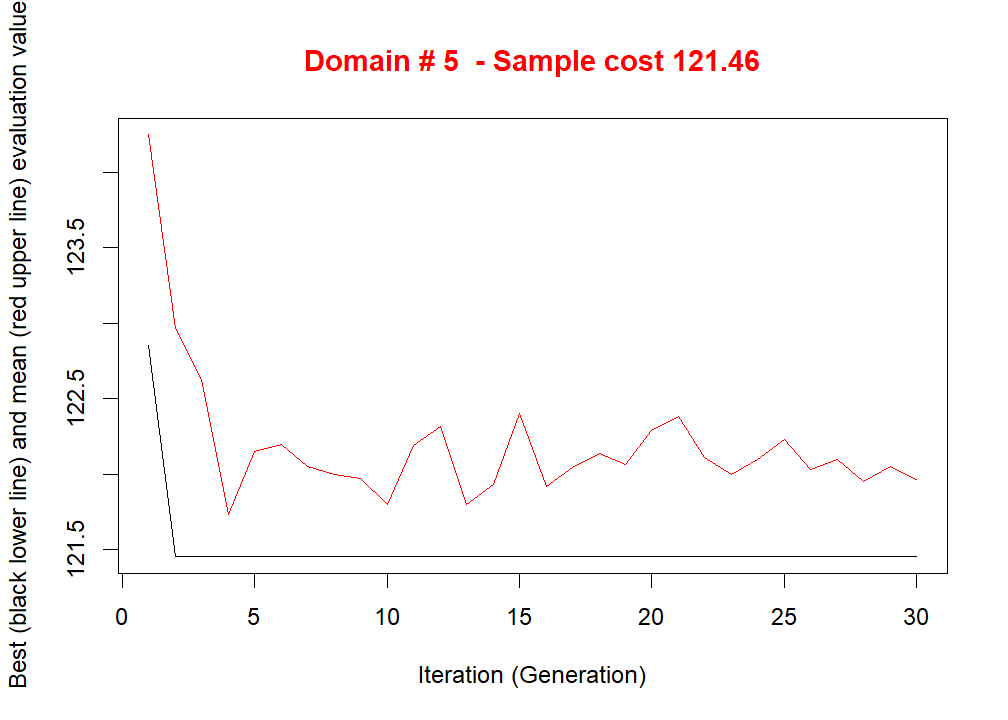 Domain # 5  - Sample cost 121.46
Best (black lower line) and mean (red upper line) evaluation value
123.5
122.5
121.5
0 5 10 15 20 25 30
Iteration (Generation)